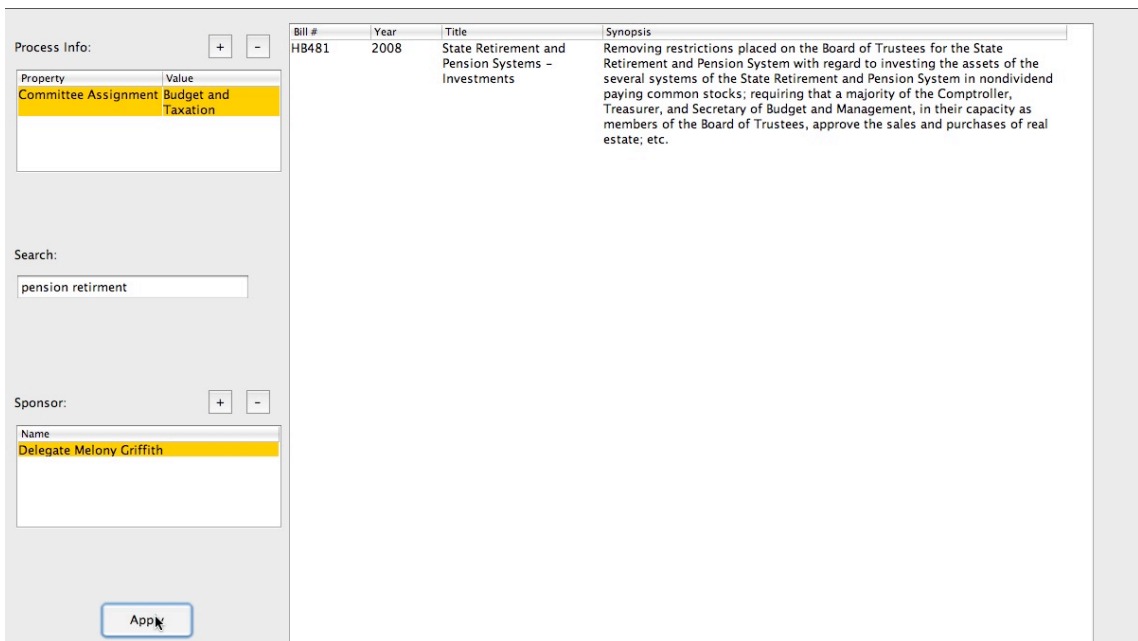 Process Info:
+
-
Property Value
Committee Assignment Budget and
Taxation
Search:
pension retirment
Sponsor:
+
-
Name
Delegate Melony Griffith
Apply
Bill # Year Title Synopsis
HB481 2008 State Retirement and Removing restrictions placed on the Board of Trustees for the State
Pension Systems – Retirement and Pension System with regard to investing the assets of the
Investments several systems of the State Retirement and Pension System in nondividend
paying common stocks; requiring that a majority of the Comptroller,
Treasurer, and Secretary of Budget and Management, in their capacity as
members of the Board of Trustees, approve the sales and purchases of real
estate; etc.